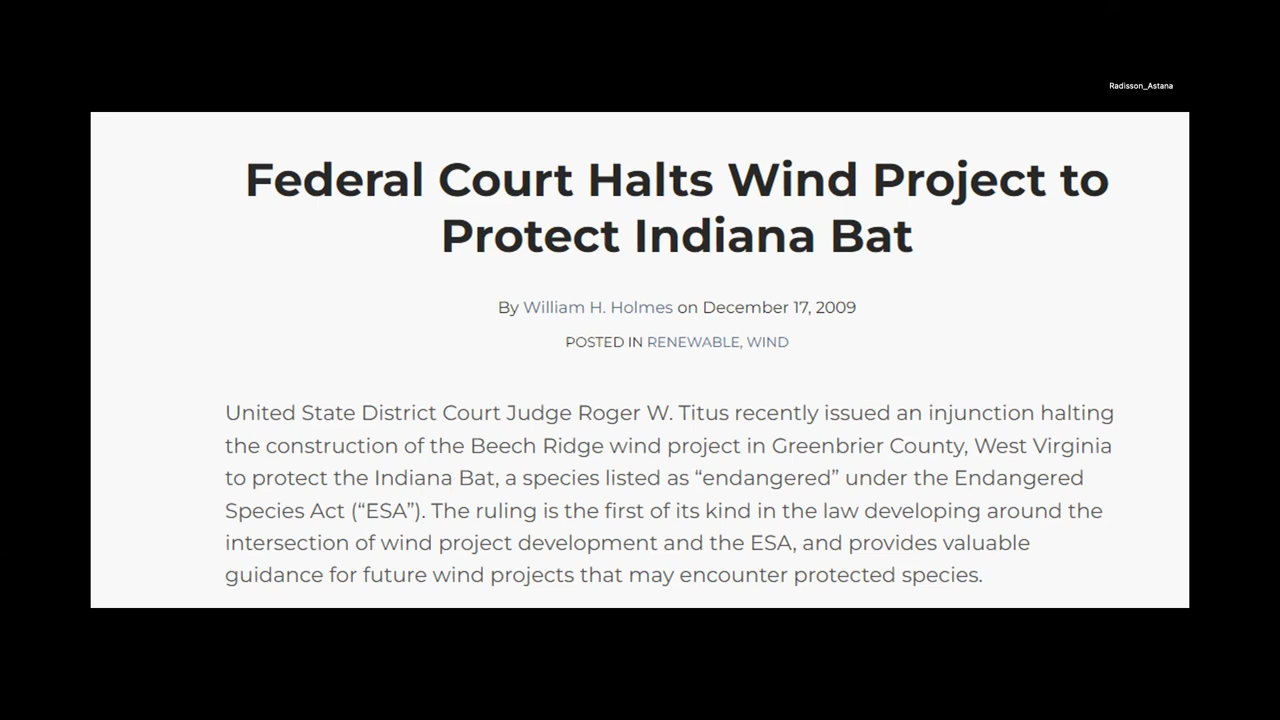 Radisson_Astana
Federal Court Halts Wind Project to
Protect Indiana Bat
By William H. Holmes on December 17, 2009
POSTED IN RENEWABLE, WIND
United State District Court Judge Roger W. Titus recently issued an injunction halting
the construction of the Beech Ridge wind project in Greenbrier County, West Virginia
to protect the Indiana Bat, a species listed as “endangered” under the Endangered
Species Act (“ESA”). The ruling is the first of its kind in the law developing around the
intersection of wind project development and the ESA, and provides valuable
guidance for future wind projects that may encounter protected species.